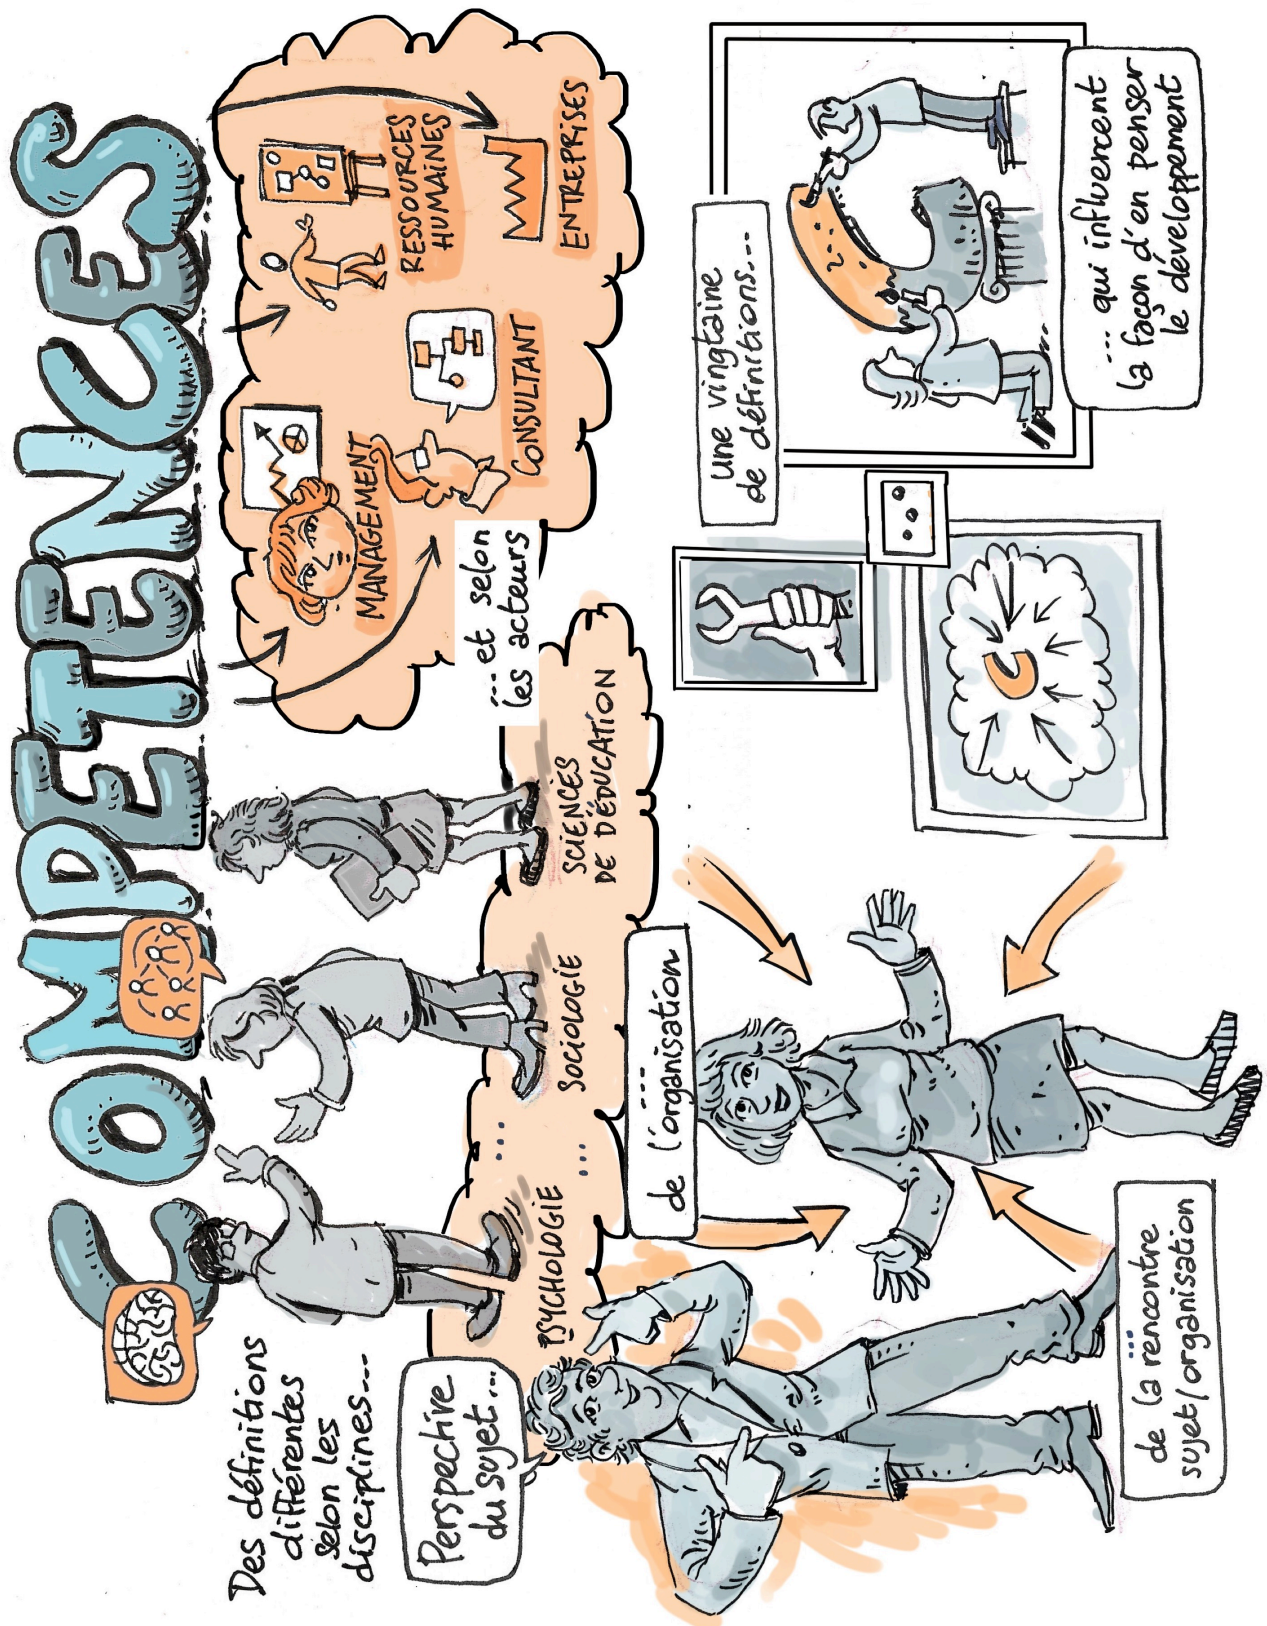 COMPETENCES
Des définitions
différentes
selon les
disciplines...
PSYCHOLOGIE
...
...
SOCIOLOGIE
SCIENCES
DE D'ÉDUCATION
... et selon
les acteurs
MANAGEMENT
CONSULTANT
RESSOURCES
HUMAINES
ENTREPRISES
Perspective
du sujet...
...
de l'organisation
...
de la rencontre
sujet/organisation
C
une vingtaine
de définitions...
... qui influencent
la façon d'en penser
le développement